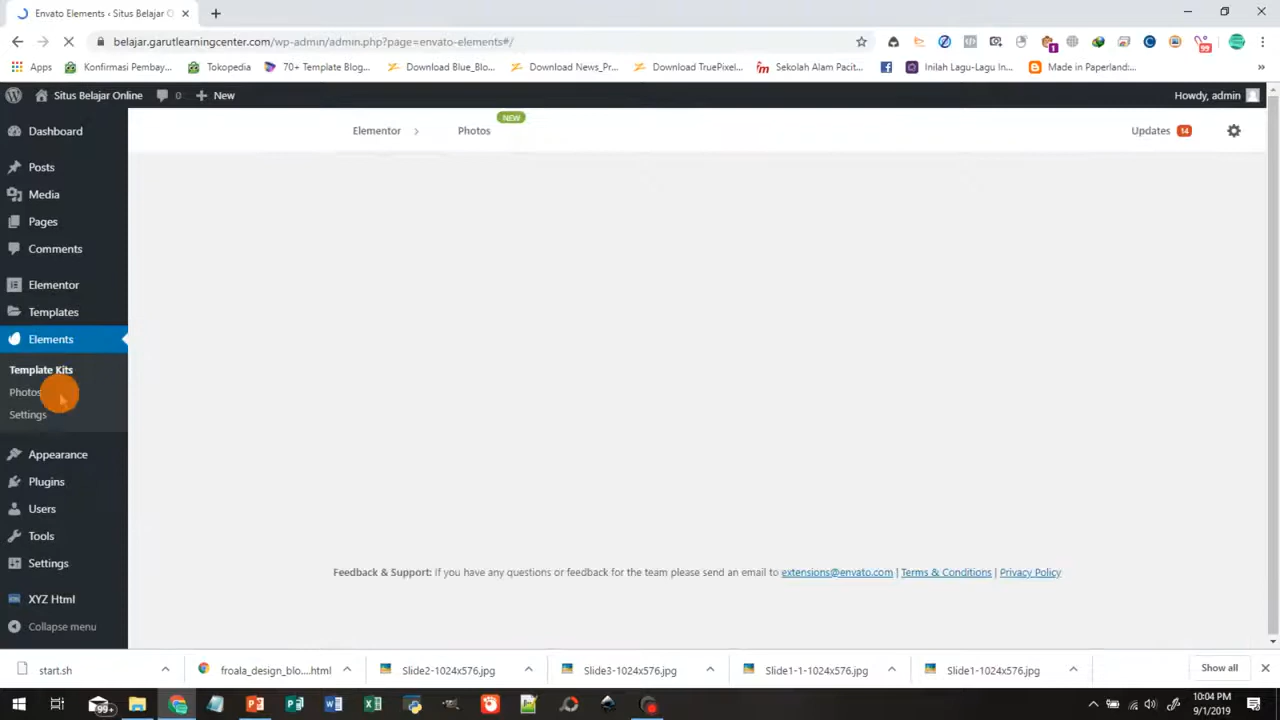 Envato Elements ‹ Situs Belajar O
belajar.garutlearningcenter.com/wp-admin/admin.php?page=envato-elements#/
1
99
Apps
Konfirmasi Pembay...
Tokopedia
70+ Template Blog...
Download Blue_Blo...
Download News_Pr...
Download TruePixel...
Sekolah Alam Pacit...
Inilah Lagu-Lagu In...
Made in Paperland:...
»
Situs Belajar Online
0
New
Howdy, admin
Dashboard
Elementor
Photos
NEW
Updates 14
Posts
Media
Pages
Comments
Elementor
Templates
Elements
Template Kits
Photos
Settings
Appearance
Plugins
Users
Tools
Settings
XYZ Html
Collapse menu
Feedback & Support: If you have any questions or feedback for the team please send an email to extensions@envato.com | Terms & Conditions | Privacy Policy
start.sh
froala_design_blo....html
Slide2-1024x576.jpg
Slide3-1024x576.jpg
Slide1-1-1024x576.jpg
Slide1-1024x576.jpg
Show all
99+
10:04 PM
9/1/2019